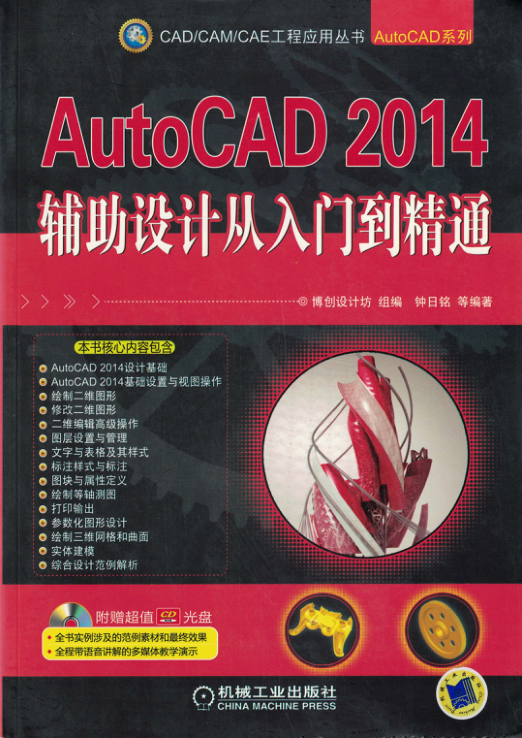 CAD/CAM/CAE工程应用丛书 AutoCAD系列
AutoCAD 2014
辅助设计从入门到精通
◎ 博创设计坊 组编 钟日铭 等编著
本书核心内容包含
AutoCAD 2014设计基础
AutoCAD 2014基础设置与视图操作
绘制二维图形
修改二维图形
二维编辑高级操作
图层设置与管理
文字与表格及其样式
标注样式与标注
图块与属性定义
绘制等轴测图
打印输出
参数化图形设计
绘制三维网格和曲面
实体建模
综合设计范例解析
附赠超值 CD 光盘
· 全书实例涉及的范例素材和最终效果
· 全程带语音讲解的多媒体教学演示
机械工业出版社
CHINA MACHINE PRESS